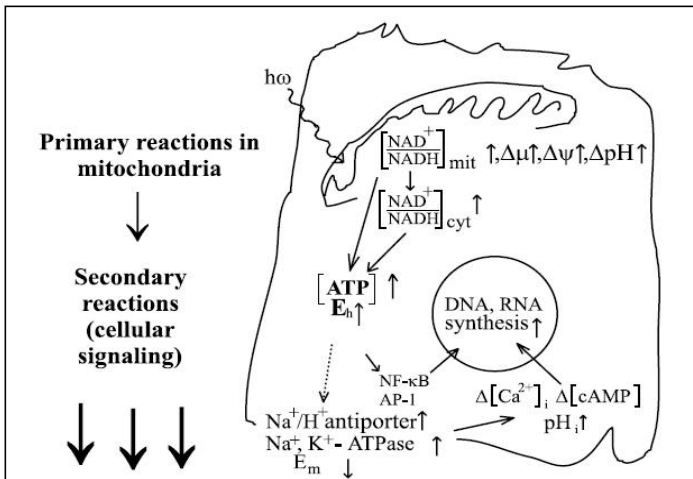 hω
Primary reactions in
mitochondria
Secondary
reactions
(cellular
signaling)
[NAD⁺/NADH]mit ↑,Δμ↑,Δψ↑,ΔpH↑
[NAD⁺/NADH]cyt ↑
[ATP] ↑
Eh↑
DNA, RNA
synthesis↑
NF-κB
AP-1
Δ[Ca²⁺]i Δ[cAMP]
pHi↑
Na⁺/H⁺antiporter↑
Na⁺, K⁺- ATPase ↑
Em ↓